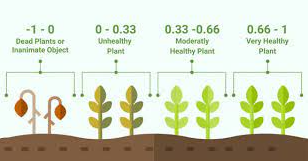 -1 - 0
Dead Plants or
Inanimate Object
0 - 0.33
Unhealthy
Plant
0.33 -0.66
Moderatly
Healthy Plant
0.66 - 1
Very Healthy
Plant